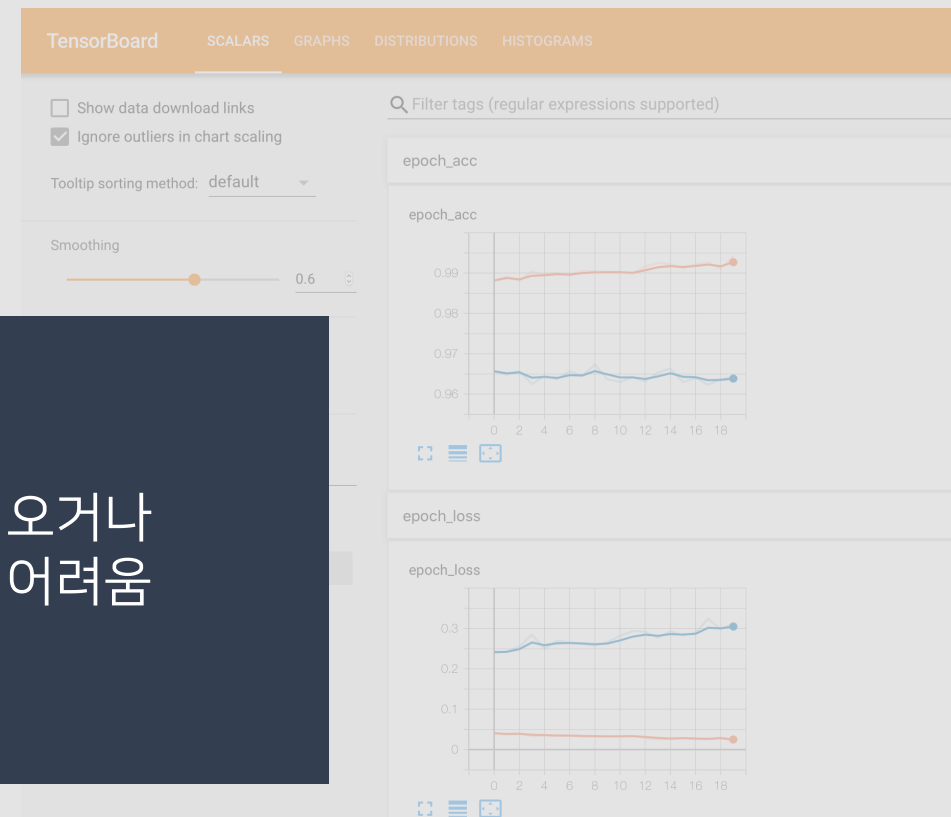 TensorBoard SCALARS GRAPHS DISTRIBUTIONS HISTOGRAMS
Show data download links
Ignore outliers in chart scaling
Tooltip sorting method: default
Smoothing
0.6
오거나
어려움
Filter tags (regular expressions supported)
epoch_acc
epoch_acc
0.99
0.98
0.97
0.96
0 2 4 6 8 10 12 14 16 18
epoch_loss
epoch_loss
0.3
0.2
0.1
0
0 2 4 6 8 10 12 14 16 18